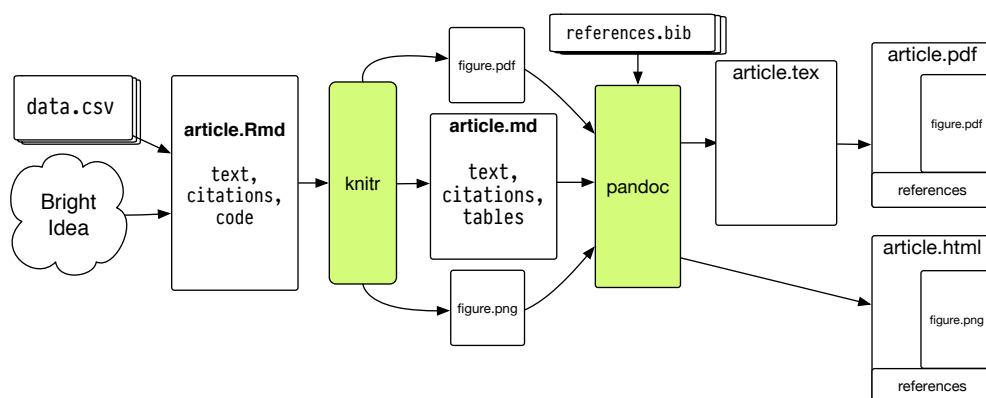 references.bib
data.csv
Bright
Idea
article.Rmd
text,
citations,
code
knitr
figure.pdf
article.md
text,
citations,
tables
figure.png
pandoc
article.tex
article.pdf
figure.pdf
references
article.html
figure.png
references